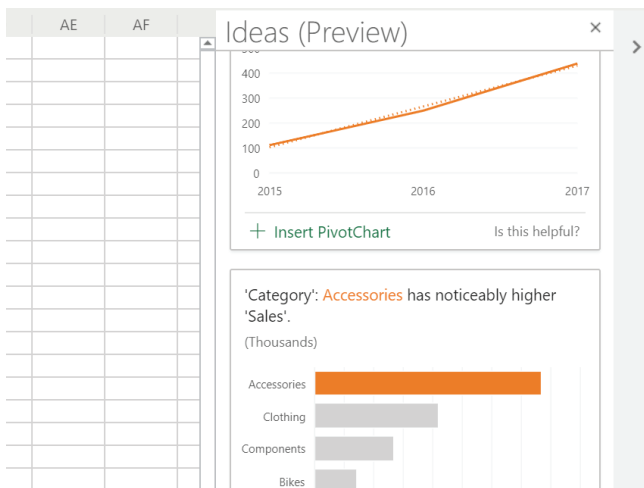 AE AF
Ideas (Preview)
500
400
300
200
100
0
2015 2016 2017
Insert PivotChart Is this helpful?
'Category': Accessories has noticeably higher
'Sales'.
(Thousands)
Accessories
Clothing
Components
Bikes